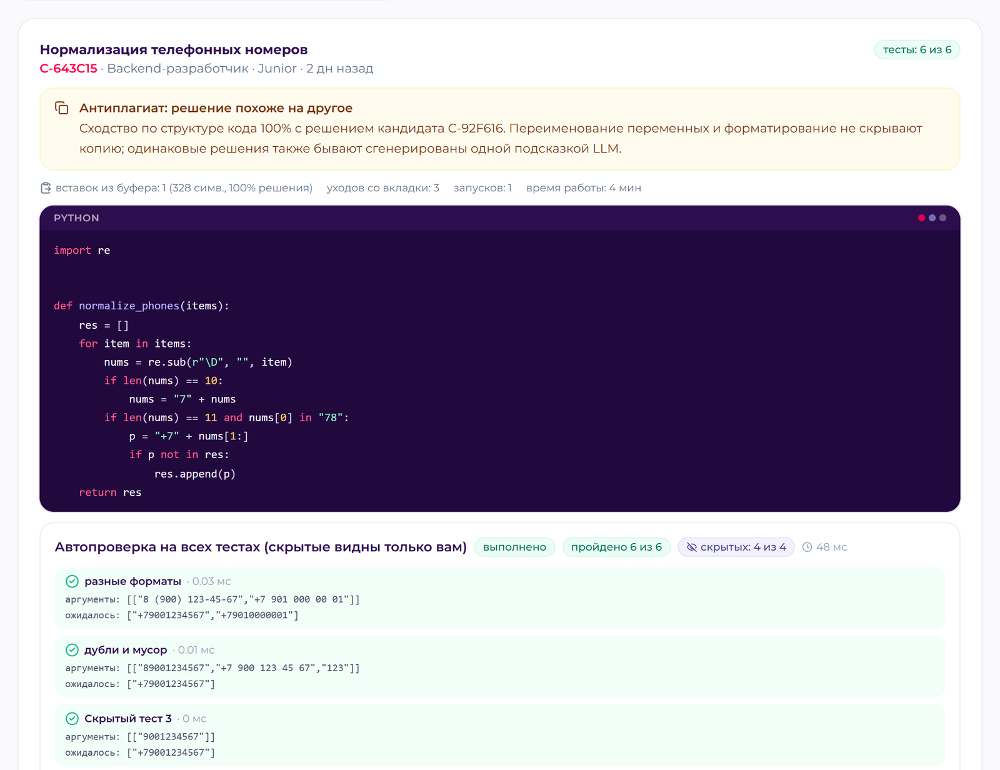 Нормализация телефонных номеров
тесты: 6 из 6
C-643C15 · Backend-разработчик · Junior · 2 дн назад
Антиплагиат: решение похоже на другое
Сходство по структуре кода 100% с решением кандидата C-92F616. Переименование переменных и форматирование не скрывают
копию; одинаковые решения также бывают сгенерированы одной подсказкой LLM.
вставок из буфера: 1 (328 симв., 100% решения) уходов со вкладки: 3 запусков: 1 время работы: 4 мин
PYTHON
import re
def normalize_phones(items):
    res = []
    for item in items:
        nums = re.sub(r"\D", "", item)
        if len(nums) == 10:
            nums = "7" + nums
        if len(nums) == 11 and nums[0] in "78":
            p = "+7" + nums[1:]
            if p not in res:
                res.append(p)
    return res
Автопроверка на всех тестах (скрытые видны только вам) выполнено пройдено 6 из 6 скрытых: 4 из 4 48 мс
разные форматы · 0.03 мс
аргументы: [["8 (900) 123-45-67","+7 901 000 00 01"]]
ожидалось: ["+79001234567","+79010000001"]
дубли и мусор · 0.01 мс
аргументы: [["89001234567","+7 900 123 45 67","123"]]
ожидалось: ["+79001234567"]
Скрытый тест 3 · 0 мс
аргументы: [["9001234567"]]
ожидалось: ["+79001234567"]